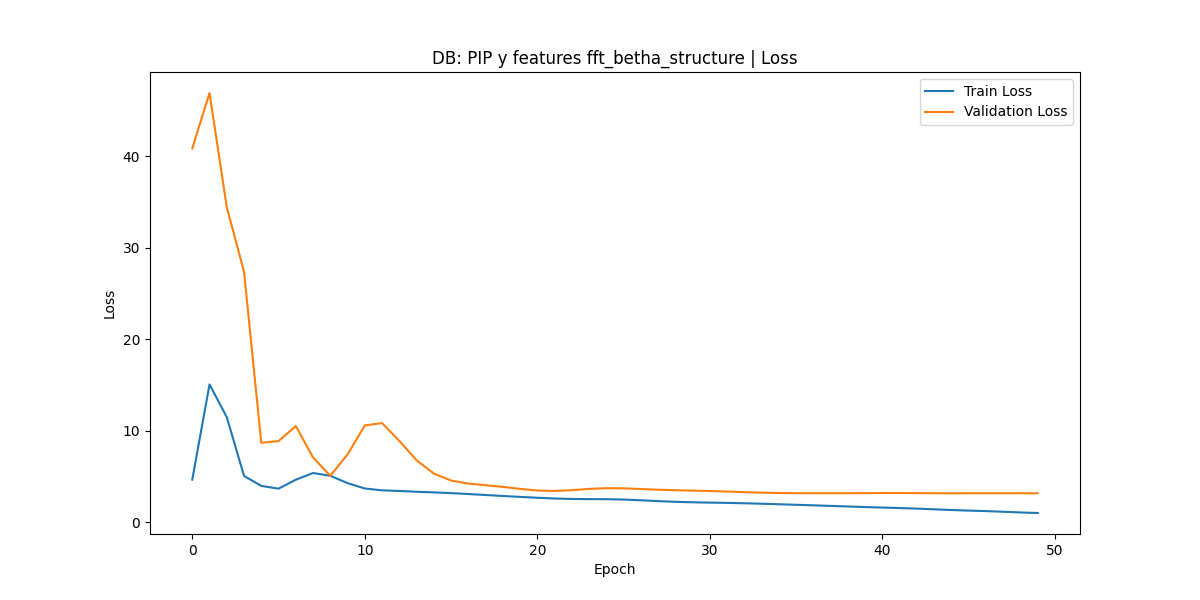 DB: PIP y features fft_betha_structure | Loss
Train Loss
Validation Loss
Loss
40
30
20
10
0
0 10 20 30 40 50
Epoch